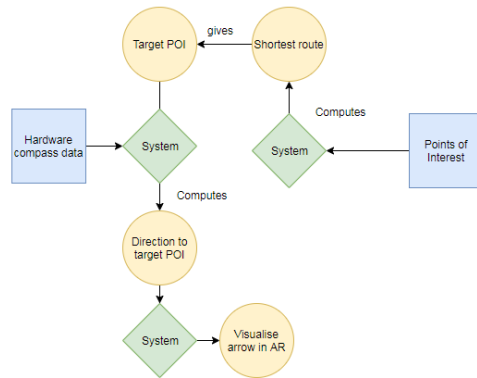 Target POI
gives
Shortest route
Hardware
compass data
System
Computes
System
Points of
Interest
Computes
Direction to
target POI
System
Visualise
arrow in AR